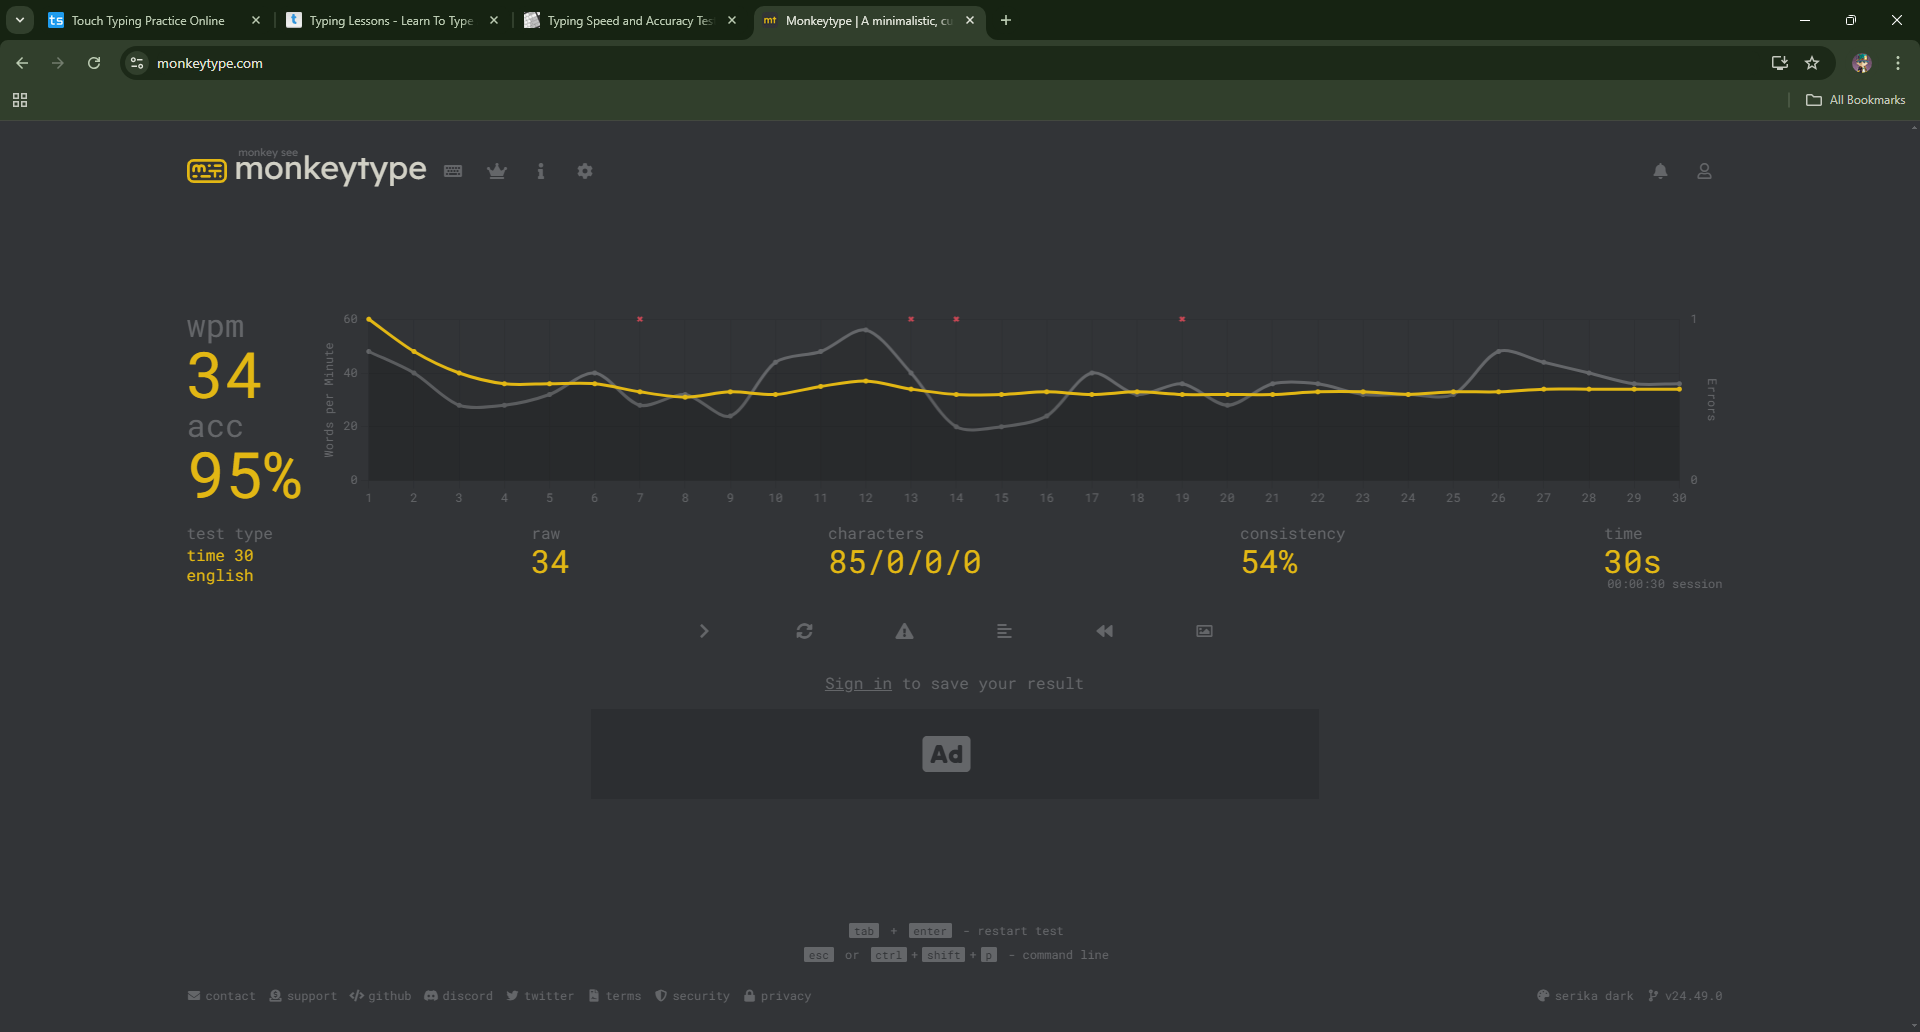 Touch Typing Practice Online
Typing Lessons - Learn To Type
Typing Speed and Accuracy Tes
Monkeytype | A minimalistic, cu
monkeytype.com
All Bookmarks
monkey see
monkeytype
wpm
34
acc
95%
Words per Minute
60
40
20
0
1
0
Errors
1 2 3 4 5 6 7 8 9 10 11 12 13 14 15 16 17 18 19 20 21 22 23 24 25 26 27 28 29 30
test type
time 30
english
raw
34
characters
85/0/0/0
consistency
54%
time
30s
00:00:30 session
Sign in to save your result
Ad
tab + enter - restart test
esc or ctrl + shift + p - command line
contact support github discord twitter terms security privacy
serika dark v24.49.0